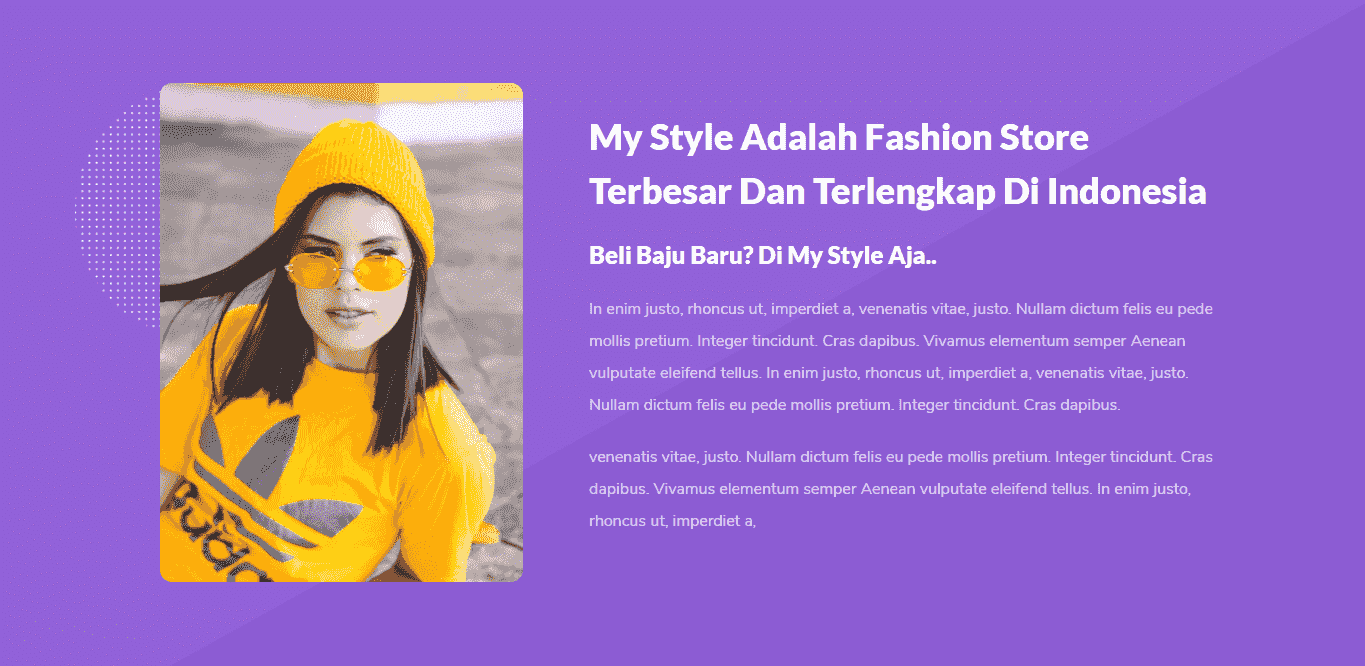 My Style Adalah Fashion Store
Terbesar Dan Terlengkap Di Indonesia
Beli Baju Baru? Di My Style Aja..
In enim justo, rhoncus ut, imperdiet a, venenatis vitae, justo. Nullam dictum felis eu pede
mollis pretium. Integer tincidunt. Cras dapibus. Vivamus elementum semper Aenean
vulputate eleifend tellus. In enim justo, rhoncus ut, imperdiet a, venenatis vitae, justo.
Nullam dictum felis eu pede mollis pretium. Integer tincidunt. Cras dapibus.
venenatis vitae, justo. Nullam dictum felis eu pede mollis pretium. Integer tincidunt. Cras
dapibus. Vivamus elementum semper Aenean vulputate eleifend tellus. In enim justo,
rhoncus ut, imperdiet a,